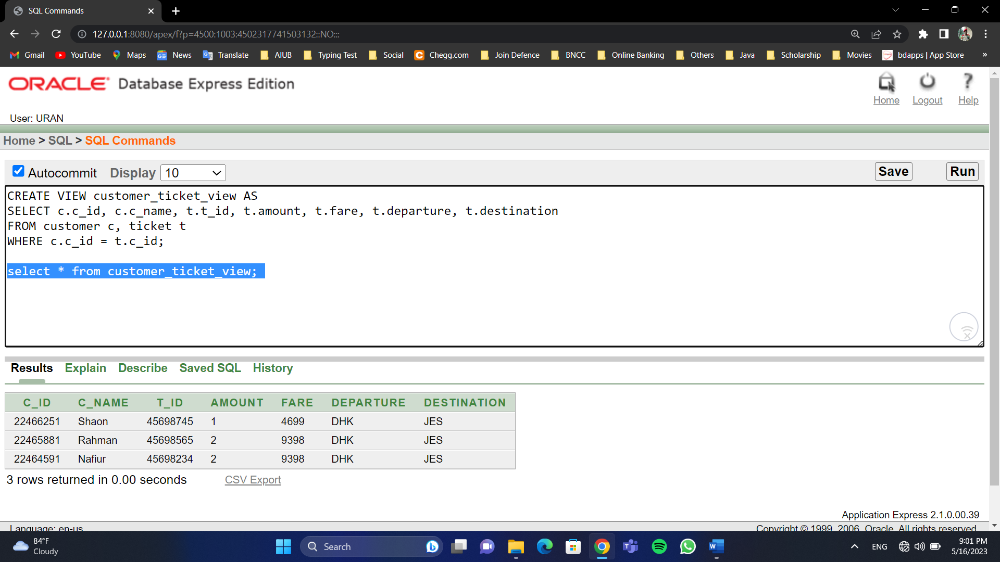 SQL Commands
127.0.0.1:8080/apex/f?p=4500:1003:4502317741503132::NO:::
Gmail YouTube Maps News Translate AIUB Typing Test Social Chegg.com Join Defence BNCC Online Banking Others Java Scholarship Movies bdapps | App Store »
ORACLE Database Express Edition
Home Logout Help
User: URAN
Home > SQL > SQL Commands
Autocommit Display 10 Save Run
CREATE VIEW customer_ticket_view AS
SELECT c.c_id, c.c_name, t.t_id, t.amount, t.fare, t.departure, t.destination
FROM customer c, ticket t
WHERE c.c_id = t.c_id;
select * from customer_ticket_view;
Results Explain Describe Saved SQL History
C_ID C_NAME T_ID AMOUNT FARE DEPARTURE DESTINATION
22466251 Shaon 45698745 1 4699 DHK JES
22465881 Rahman 45698565 2 9398 DHK JES
22464591 Nafiur 45698234 2 9398 DHK JES
3 rows returned in 0.00 seconds CSV Export
Application Express 2.1.0.00.39
Language: en-us Copyright © 1999, 2006, Oracle. All rights reserved.
84°F
Cloudy
Search
ENG
9:01 PM
5/16/2023